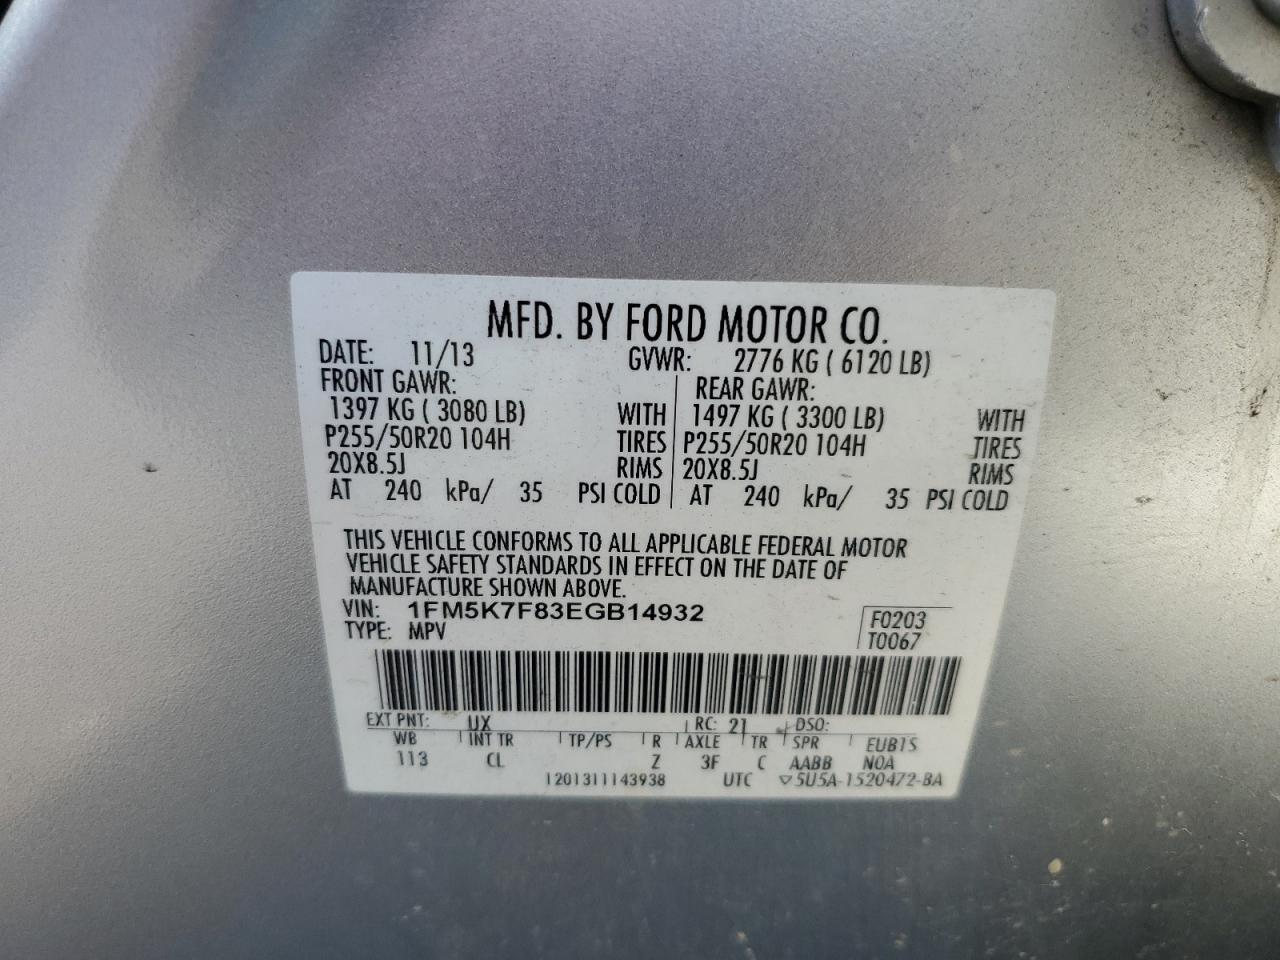 MFD. BY FORD MOTOR CO.
DATE: 11/13 GVWR: 2776 KG ( 6120 LB)
FRONT GAWR: REAR GAWR:
1397 KG ( 3080 LB) WITH 1497 KG ( 3300 LB) WITH
P255/50R20 104H TIRES P255/50R20 104H TIRES
20X8.5J RIMS 20X8.5J RIMS
AT 240 kPa/ 35 PSI COLD AT 240 kPa/ 35 PSI COLD
THIS VEHICLE CONFORMS TO ALL APPLICABLE FEDERAL MOTOR
VEHICLE SAFETY STANDARDS IN EFFECT ON THE DATE OF
MANUFACTURE SHOWN ABOVE.
VIN: 1FM5K7F83EGB14932 F0203
TYPE: MPV T0067
EXT PNT: UX RC: 21 DSO:
WB INT TR TP/PS R AXLE TR SPR EUB1S
113 CL Z 3F C AABB N0A
1201311143938 UTC ▽5U5A-1520472-BA